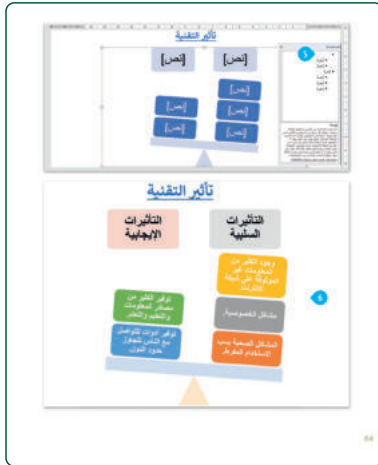 تأثير التقنية
5
[نص]
[نص]
[نص]
[نص]
[نص]
[نص]
[نص]
تأثير التقنية
التأثيرات
السلبية
التأثيرات
الإيجابية
وجود الكثير من
المعلومات غير
الموثوقة على شبكة
الإنترنت
مشاكل الخصوصية.
المشاكل الصحية بسبب
الاستخدام المفرط.
توفير الكثير من
مصادر المعلومات
والتعليم والتعلم
توفير أدوات للتواصل
مع الناس لتتجاوز
حدود الدول.
6
84